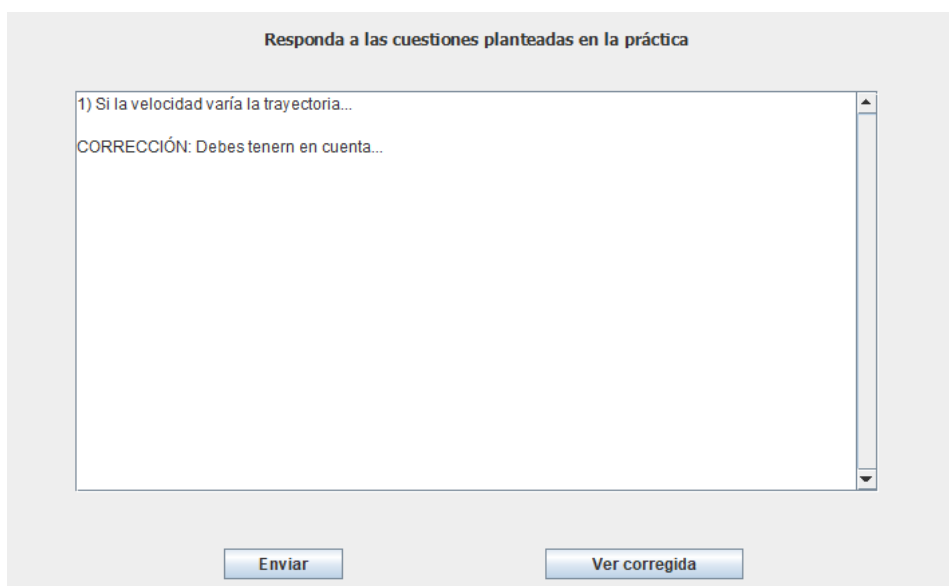 Responda a las cuestiones planteadas en la práctica
1) Si la velocidad varía la trayectoria...
CORRECCIÓN: Debes tenern en cuenta...
Enviar
Ver corregida